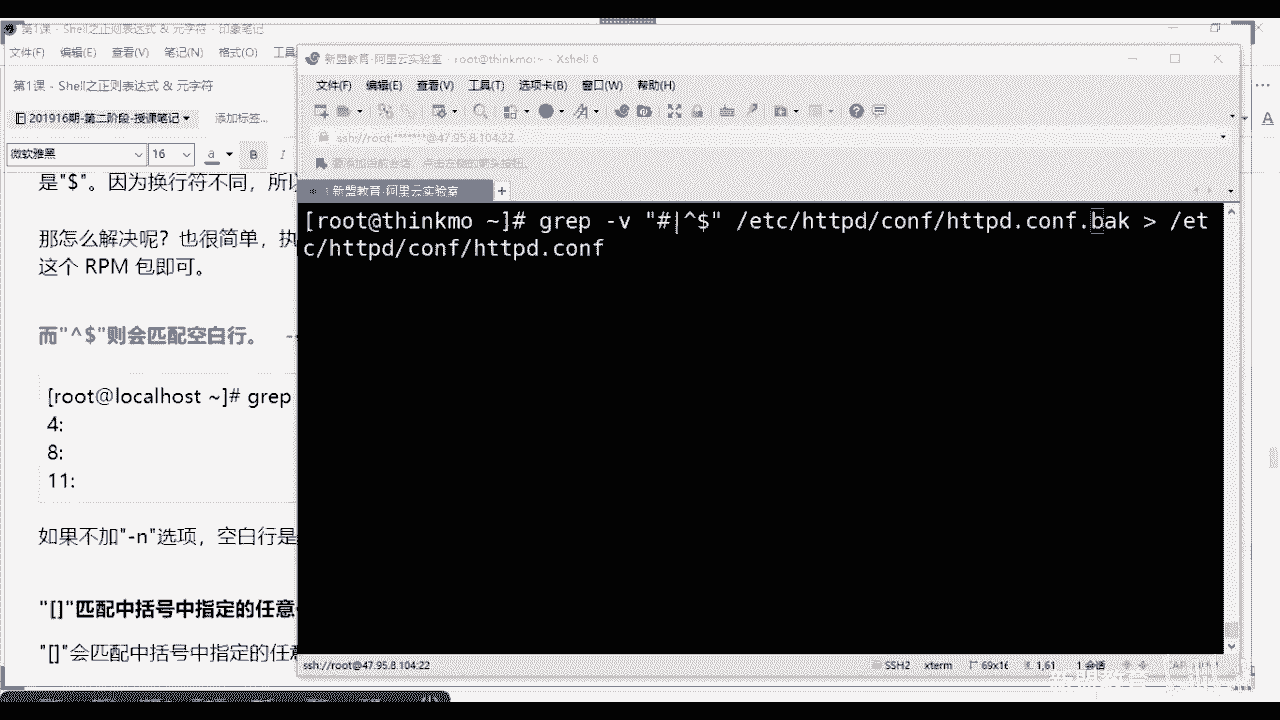 第1课 - Shell之正则表达式 & 元字符 - 印象笔记
文件(F) 编辑(E) 查看(V) 笔记(N) 格式(O) 工具
第1课 - Shell之正则表达式 & 元字符
201916期-第二阶段-授课笔记 添加标签...
微软雅黑 16 a B I
是"$"。因为换行符不同，所以
那怎么解决呢？也很简单，执
这个 RPM 包即可。
而"^$"则会匹配空白行。
[root@localhost ~]# grep
4:
8:
11:
如果不加"-n"选项，空白行是
"[]"匹配中括号中指定的任意
"[]"会匹配中括号中指定的任意
新盟教育-阿里云实验室 - root@thinkmo:~ - Xshell 6
文件(F) 编辑(E) 查看(V) 工具(T) 选项卡(B) 窗口(W) 帮助(H)
ssh://root:*******@47.95.8.104:22
要添加当前会话，点击左侧的箭头按钮。
1 新盟教育-阿里云实验室 +
[root@thinkmo ~]# grep -v "#|^$" /etc/httpd/conf/httpd.conf.bak > /et
c/httpd/conf/httpd.conf
ssh://root@47.95.8.104:22 SSH2 xterm 69x16 1,61 1 会话